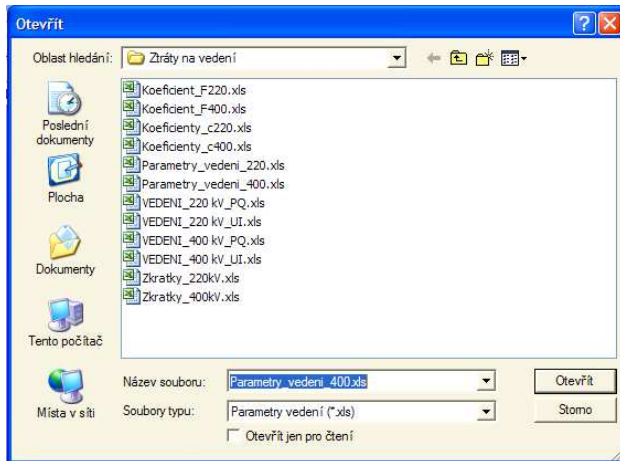 Otevřít
Oblast hledání:
Ztráty na vedení
Poslední
dokumenty
Plocha
Dokumenty
Tento počítač
Místa v síti
Koeficient_F220.xls
Koeficient_F400.xls
Koeficienty_c220.xls
Koeficienty_c400.xls
Parametry_vedeni_220.xls
Parametry_vedeni_400.xls
VEDENI_220 kV_PQ.xls
VEDENI_220 kV_UI.xls
VEDENI_400 kV_PQ.xls
VEDENI_400 kV_UI.xls
Zkratky_220kV.xls
Zkratky_400kV.xls
Název souboru:
Parametry_vedeni_400.xls
Otevřít
Soubory typu:
Parametry vedení (*.xls)
Storno
Otevřít jen pro čtení